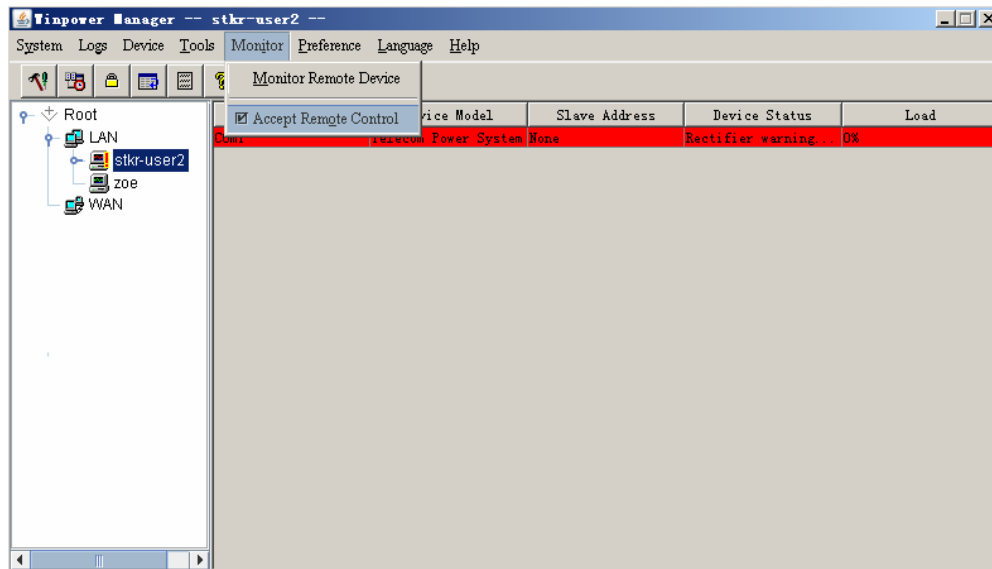 Winpower Manager -- stkr-user2 --
System Logs Device Tools Monitor Preference Language Help
Monitor Remote Device
Accept Remote Control
vice Model Slave Address Device Status Load
Com1 Telecom Power System None Rectifier warning... 0%
Root
LAN
stkr-user2
zoe
WAN